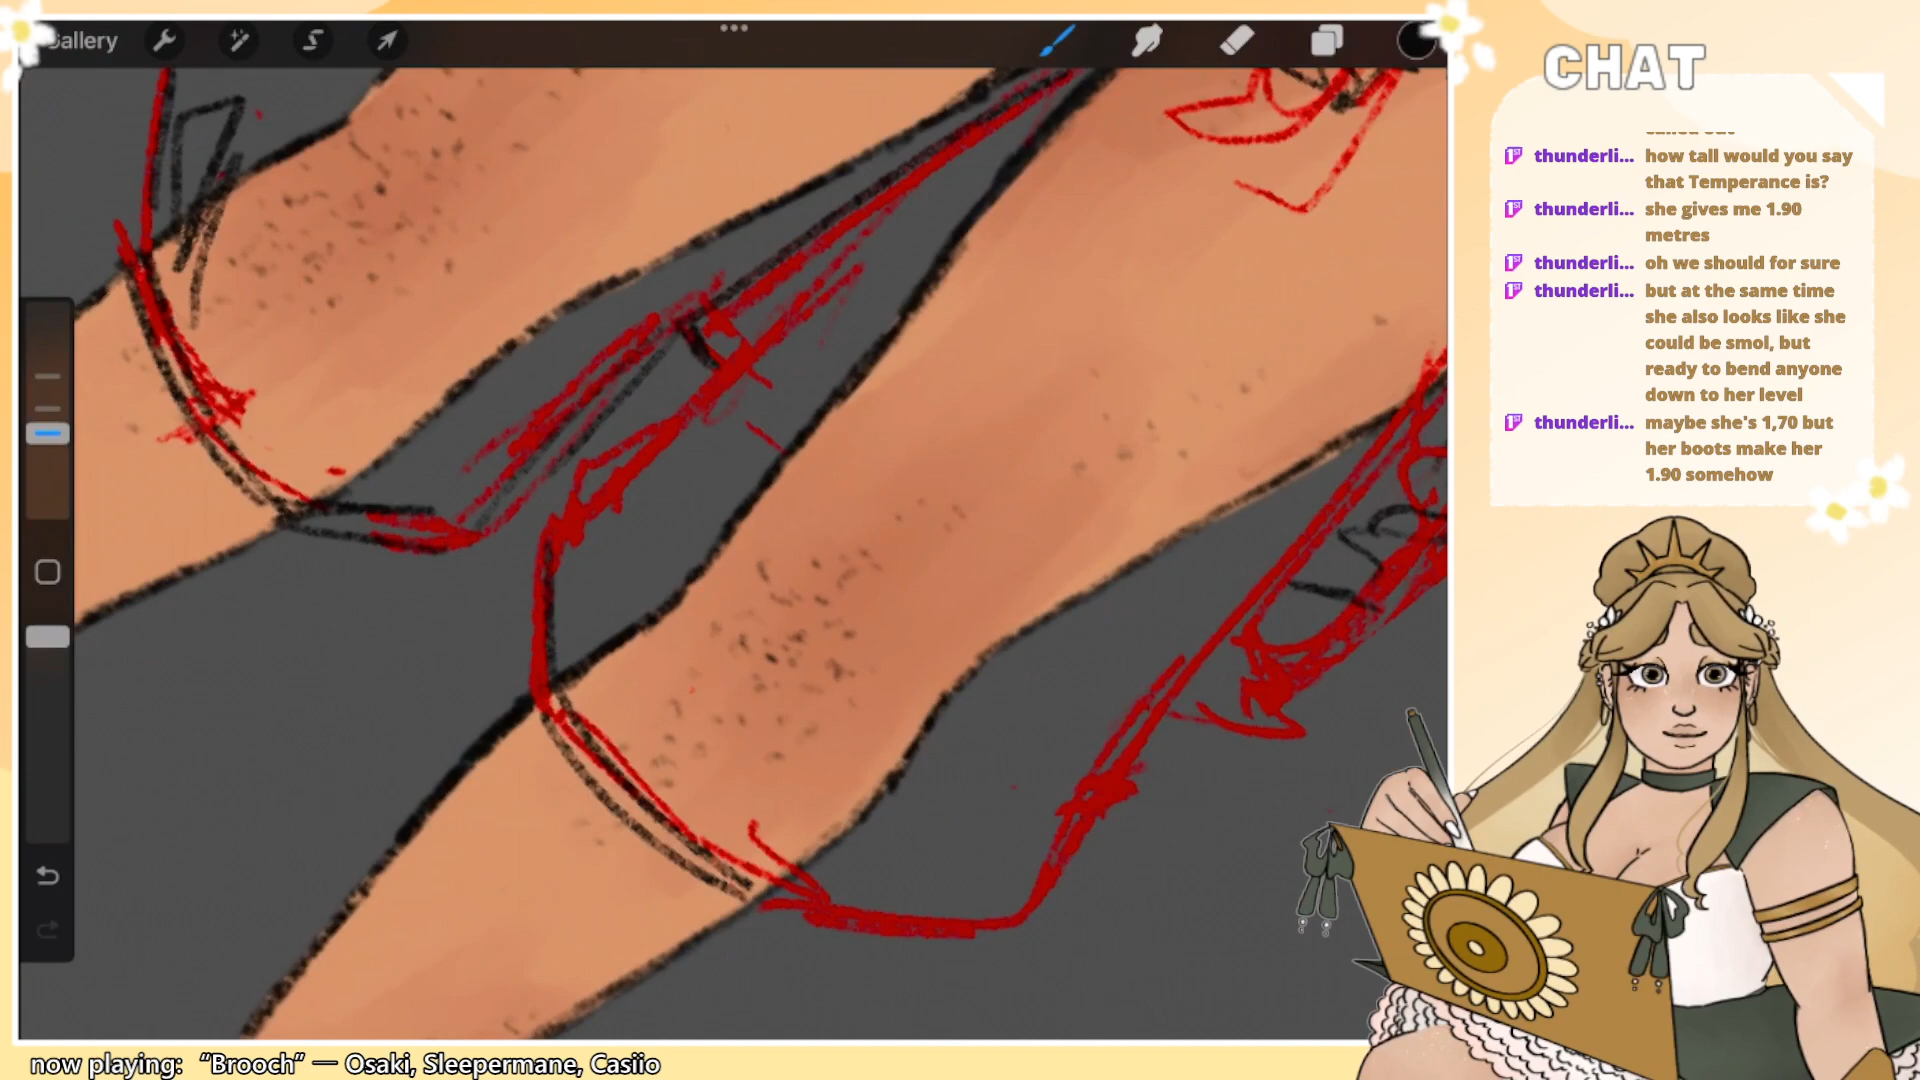 Gallery
CHAT
thunderli... how tall would you say
that Temperance is?
thunderli... she gives me 1.90
metres
thunderli... oh we should for sure
thunderli... but at the same time
she also looks like she
could be smol, but
ready to bend anyone
down to her level
thunderli... maybe she's 1,70 but
her boots make her
1.90 somehow
now playing: “Brooch” — Osaki, Sleepermane, Casiio